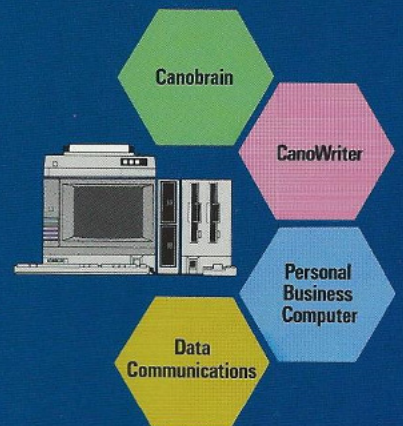 Canobrain
CanoWriter
Personal
Business
Computer
Data
Communications